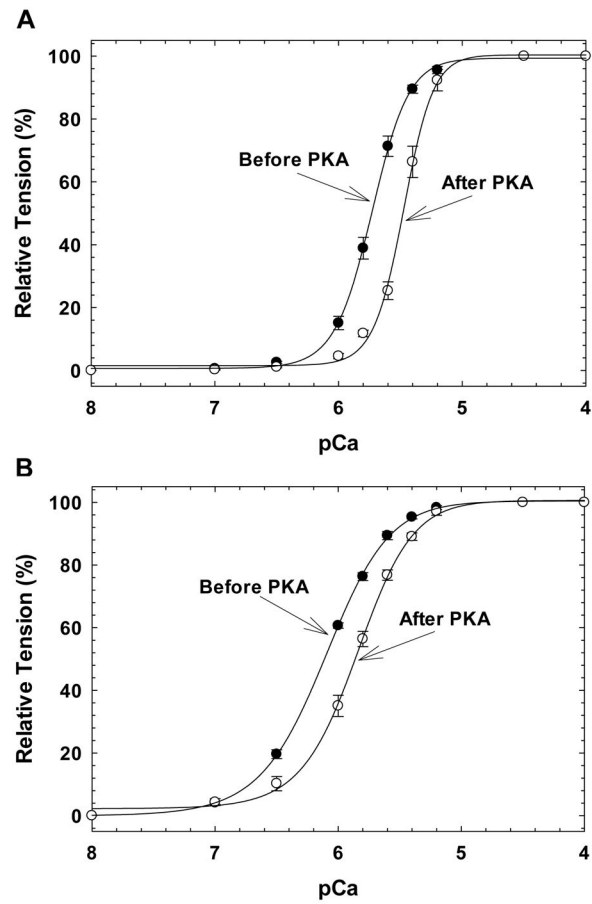 A
100
80
60
40
20
0
Relative Tension (%)
Before PKA
After PKA
8 7 6 5 4
pCa
B
100
80
60
40
20
0
Relative Tension (%)
Before PKA
After PKA
8 7 6 5 4
pCa